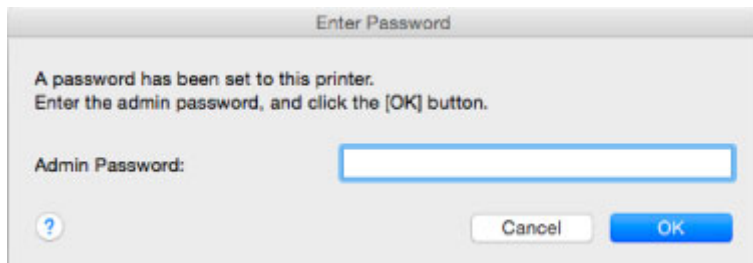 Enter Password
A password has been set to this printer.
Enter the admin password, and click the [OK] button.
Admin Password:
?
Cancel
OK